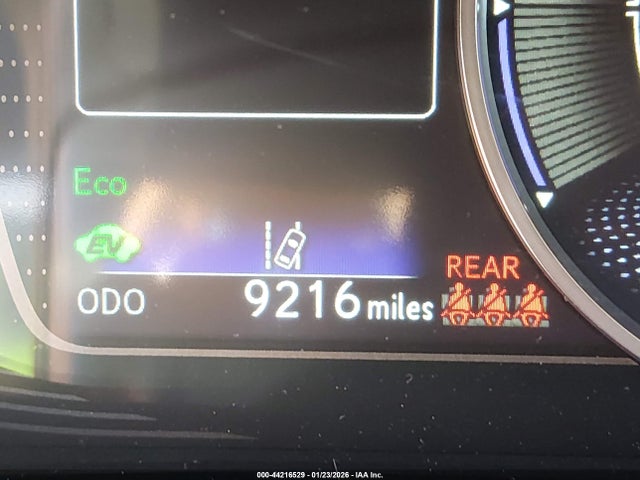 Eco
EV
REAR
ODO 9216 miles
000-44216529 - 01/23/2026 - IAA Inc.